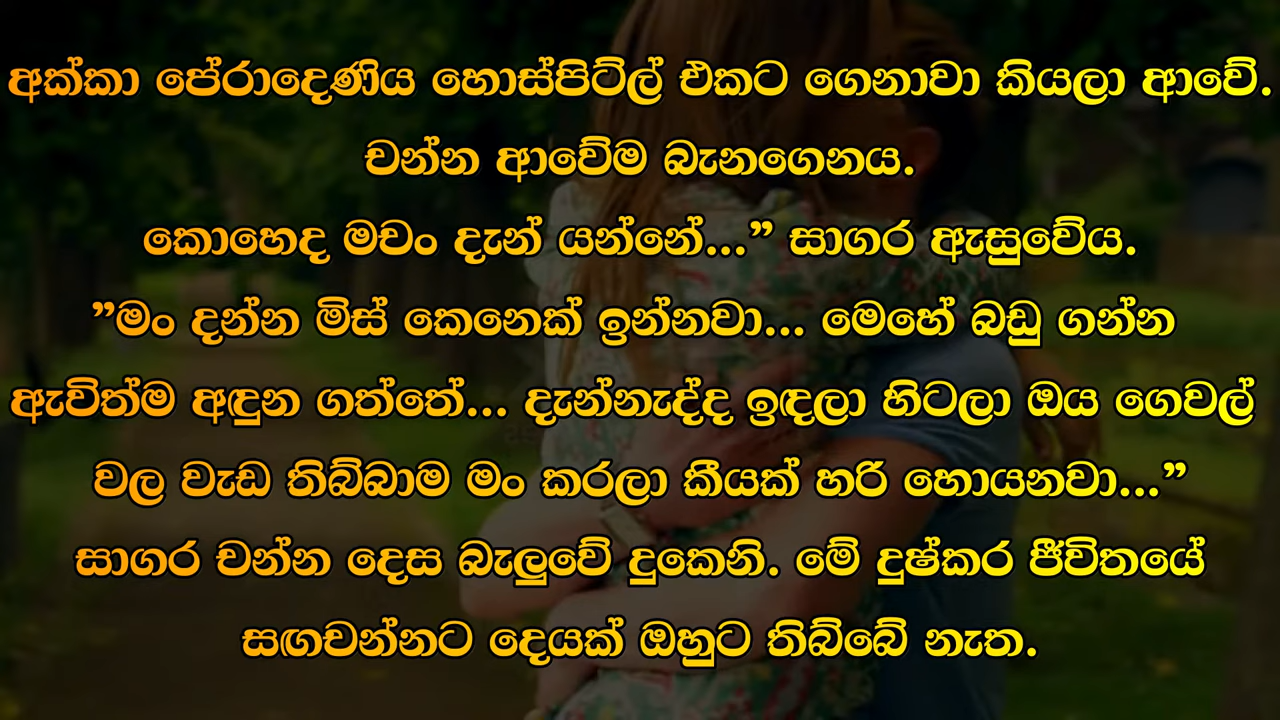 අක්කා පේරාදෙණිය හොස්පිට්ල් එකට ගෙනාවා කියලා ආවේ.
චන්න ආවේම බැනගෙනය.
කොහෙද මචං දැන් යන්නේ...” සාගර ඇසුවේය.
”මං දන්න මිස් කෙනෙක් ඉන්නවා... මෙහේ බඩු ගන්න
ඇවිත්ම අඳුන ගත්තේ... දැන්නැද්ද ඉඳලා හිටලා ඔය ගෙවල්
වල වැඩ තිබ්බාම මං කරලා කීයක් හරි හොයනවා...”
සාගර චන්න දෙස බැලුවේ දුකෙනි. මේ දුෂ්කර ජීවිතයේ
සඟචන්නට දෙයක් ඔහුට තිබ්බේ නැත.